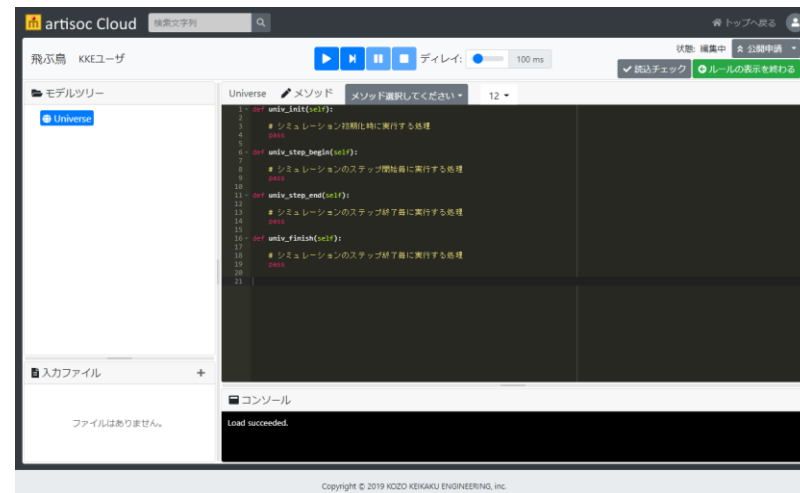 artisoc Cloud 検索文字列 トップへ戻る
飛ぶ鳥 KKEユーザ ディレイ: 100 ms 状態: 編集中 公開申請
読込チェック ルールの表示を終わる
モデルツリー
Universe
Universe メソッド メソッド選択してください 12
1 def univ_init(self):
2
3 # シミュレーション初期化時に実行する処理
4 pass
5
6 def univ_step_begin(self):
7
8 # シミュレーションのステップ開始毎に実行する処理
9 pass
10
11 def univ_step_end(self):
12
13 # シミュレーションのステップ終了毎に実行する処理
14 pass
15
16 def univ_finish(self):
17
18 # シミュレーションのステップ終了毎に実行する処理
19 pass
20
21
入力ファイル +
ファイルはありません。
コンソール
Load succeeded.
Copyright © 2019 KOZO KEIKAKU ENGINEERING, inc.